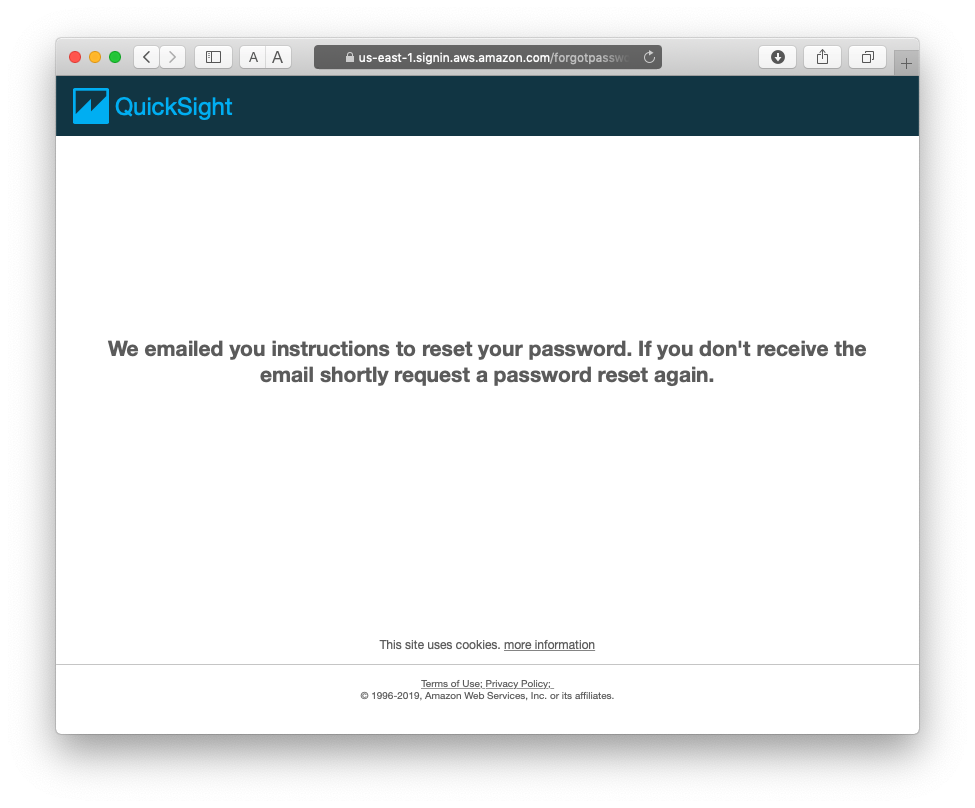 A A
us-east-1.signin.aws.amazon.com/forgotpassw
QuickSight
We emailed you instructions to reset your password. If you don't receive the
email shortly request a password reset again.
This site uses cookies. more information
Terms of Use; Privacy Policy;
© 1996-2019, Amazon Web Services, Inc. or its affiliates.